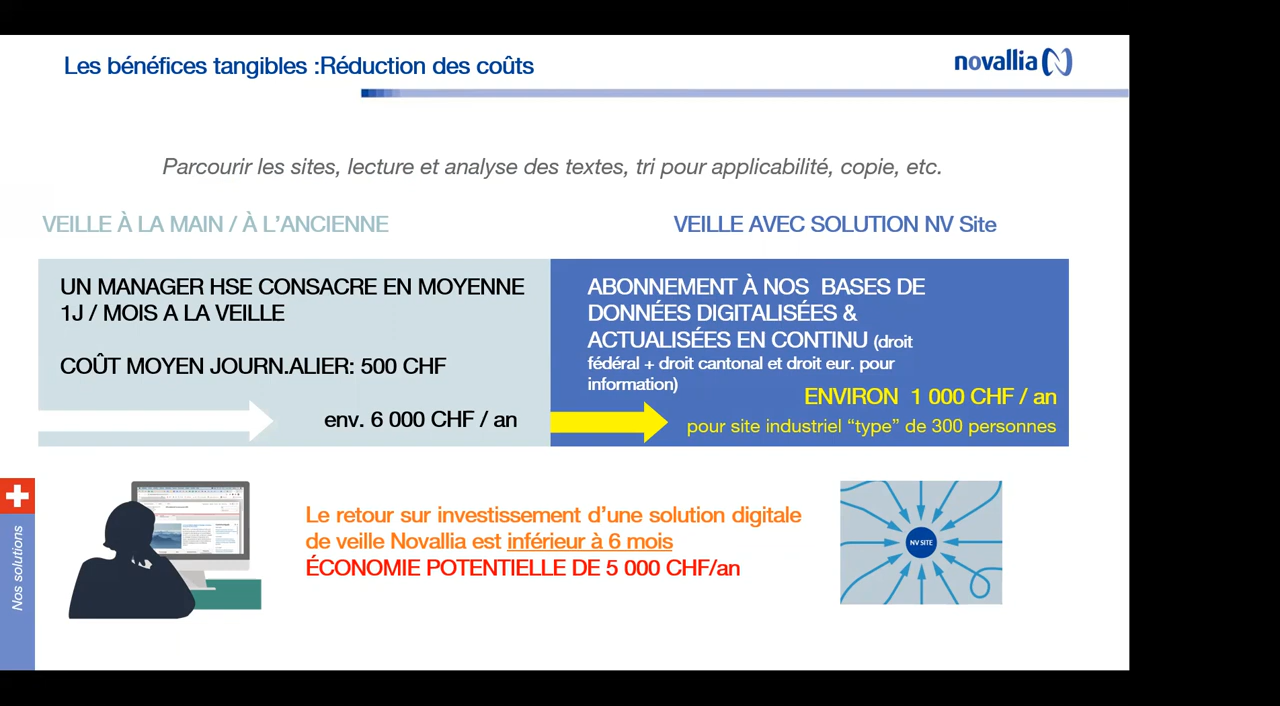 Les bénéfices tangibles :Réduction des coûts
novallia
Parcourir les sites, lecture et analyse des textes, tri pour applicabilité, copie, etc.
VEILLE À LA MAIN / À L'ANCIENNE
UN MANAGER HSE CONSACRE EN MOYENNE
1J / MOIS A LA VEILLE
COÛT MOYEN JOURN.ALIER: 500 CHF
env. 6 000 CHF / an
VEILLE AVEC SOLUTION NV Site
ABONNEMENT À NOS BASES DE
DONNÉES DIGITALISÉES &
ACTUALISÉES EN CONTINU (droit
fédéral + droit cantonal et droit eur. pour
information)
ENVIRON 1 000 CHF / an
pour site industriel "type" de 300 personnes
Le retour sur investissement d'une solution digitale
de veille Novallia est inférieur à 6 mois
ÉCONOMIE POTENTIELLE DE 5 000 CHF/an
NV SITE
Nos solutions